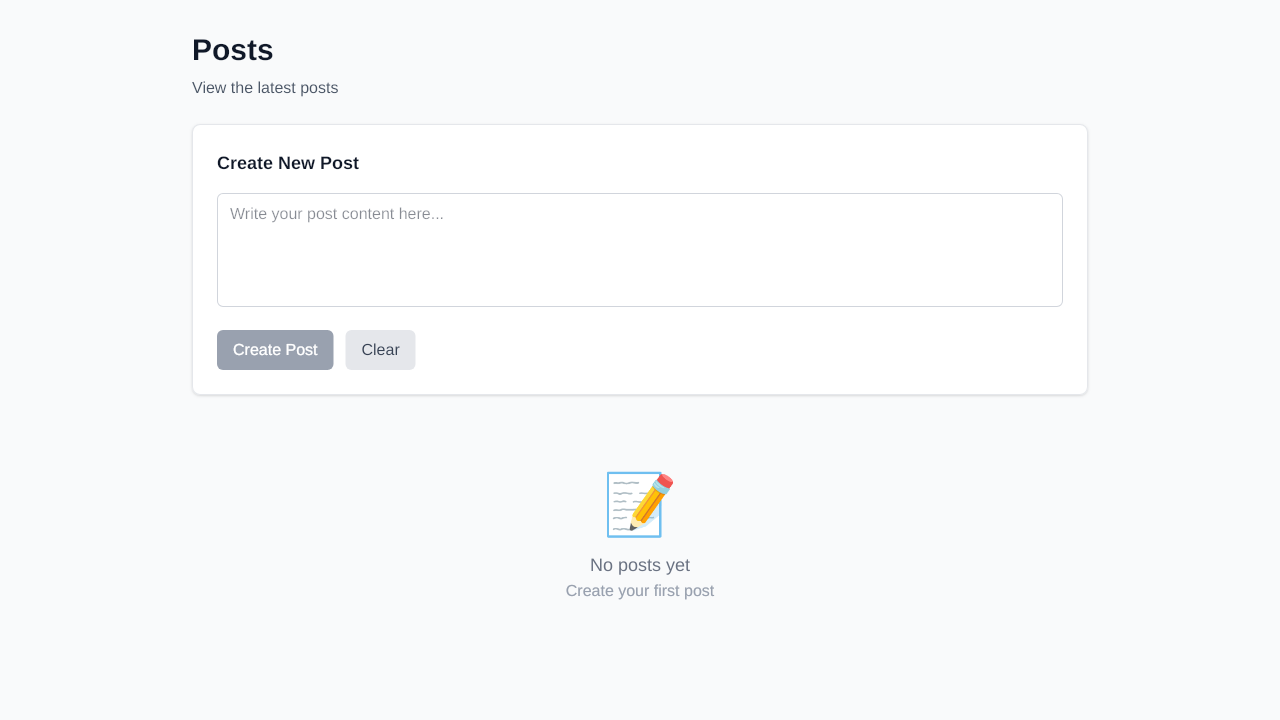 Posts
View the latest posts
Create New Post
Write your post content here...
Create Post
Clear
No posts yet
Create your first post